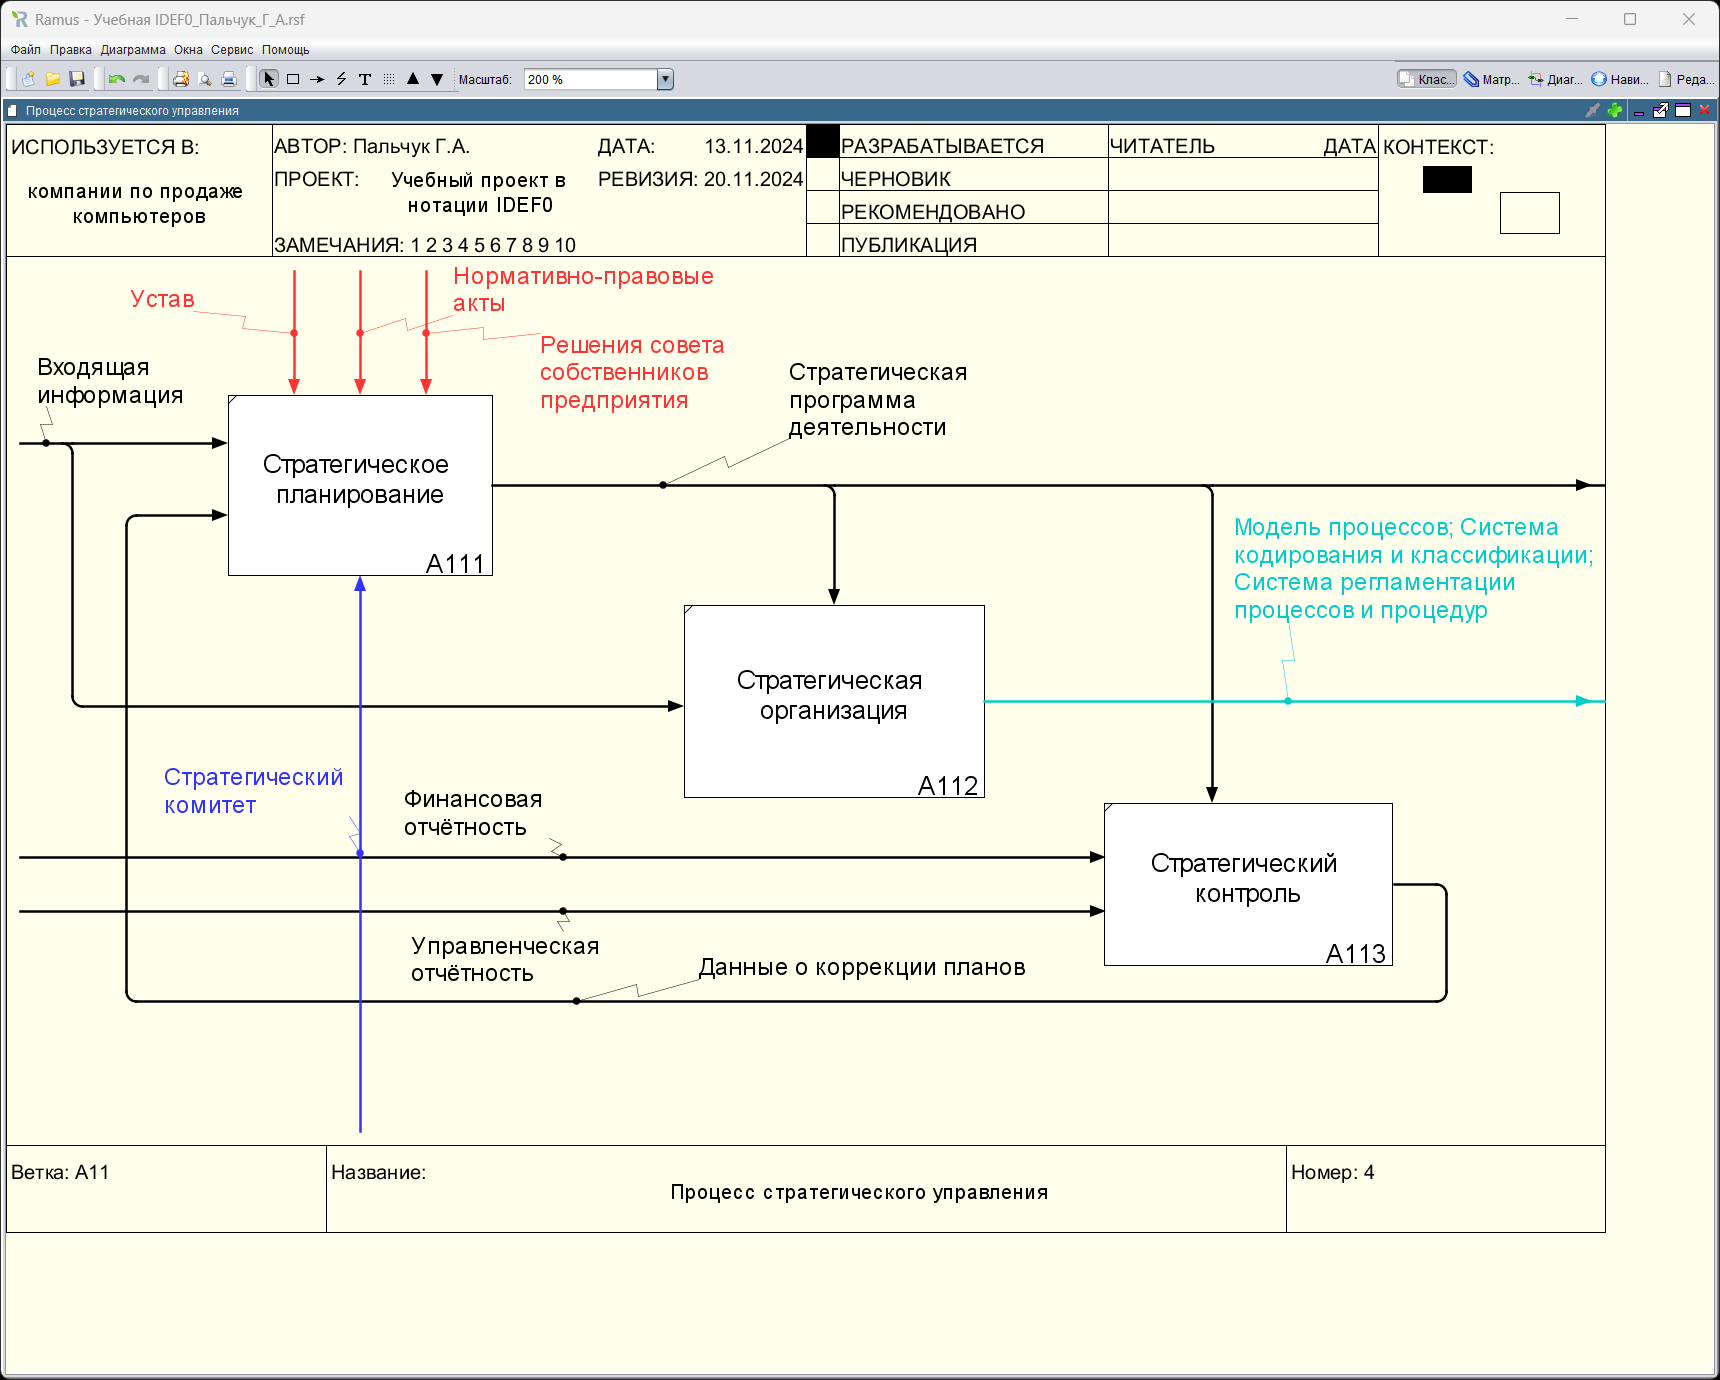 Ramus - Учебная IDEF0_Пальчук_Г_А.rsf
Файл Правка Диаграмма Окна Сервис Помощь
Масштаб: 200 % Клас... Матр... Диаг... Нави... Реда...
Процесс стратегического управления
ИСПОЛЬЗУЕТСЯ В:
компании по продаже
компьютеров
АВТОР: Пальчук Г.А.
ДАТА: 13.11.2024
ПРОЕКТ: Учебный проект в
нотации IDEF0
РЕВИЗИЯ: 20.11.2024
ЗАМЕЧАНИЯ: 1 2 3 4 5 6 7 8 9 10
РАЗРАБАТЫВАЕТСЯ
ЧЕРНОВИК
РЕКОМЕНДОВАНО
ПУБЛИКАЦИЯ
ЧИТАТЕЛЬ ДАТА
КОНТЕКСТ:
Устав
Нормативно-правовые
акты
Решения совета
собственников
предприятия
Входящая
информация
Стратегическая
программа
деятельности
Стратегическое
планирование
A111
Модель процессов; Система
кодирования и классификации;
Система регламентации
процессов и процедур
Стратегическая
организация
A112
Стратегический
комитет
Финансовая
отчётность
Стратегический
контроль
A113
Управленческая
отчётность
Данные о коррекции планов
Ветка: A11
Название:
Процесс стратегического управления
Номер: 4